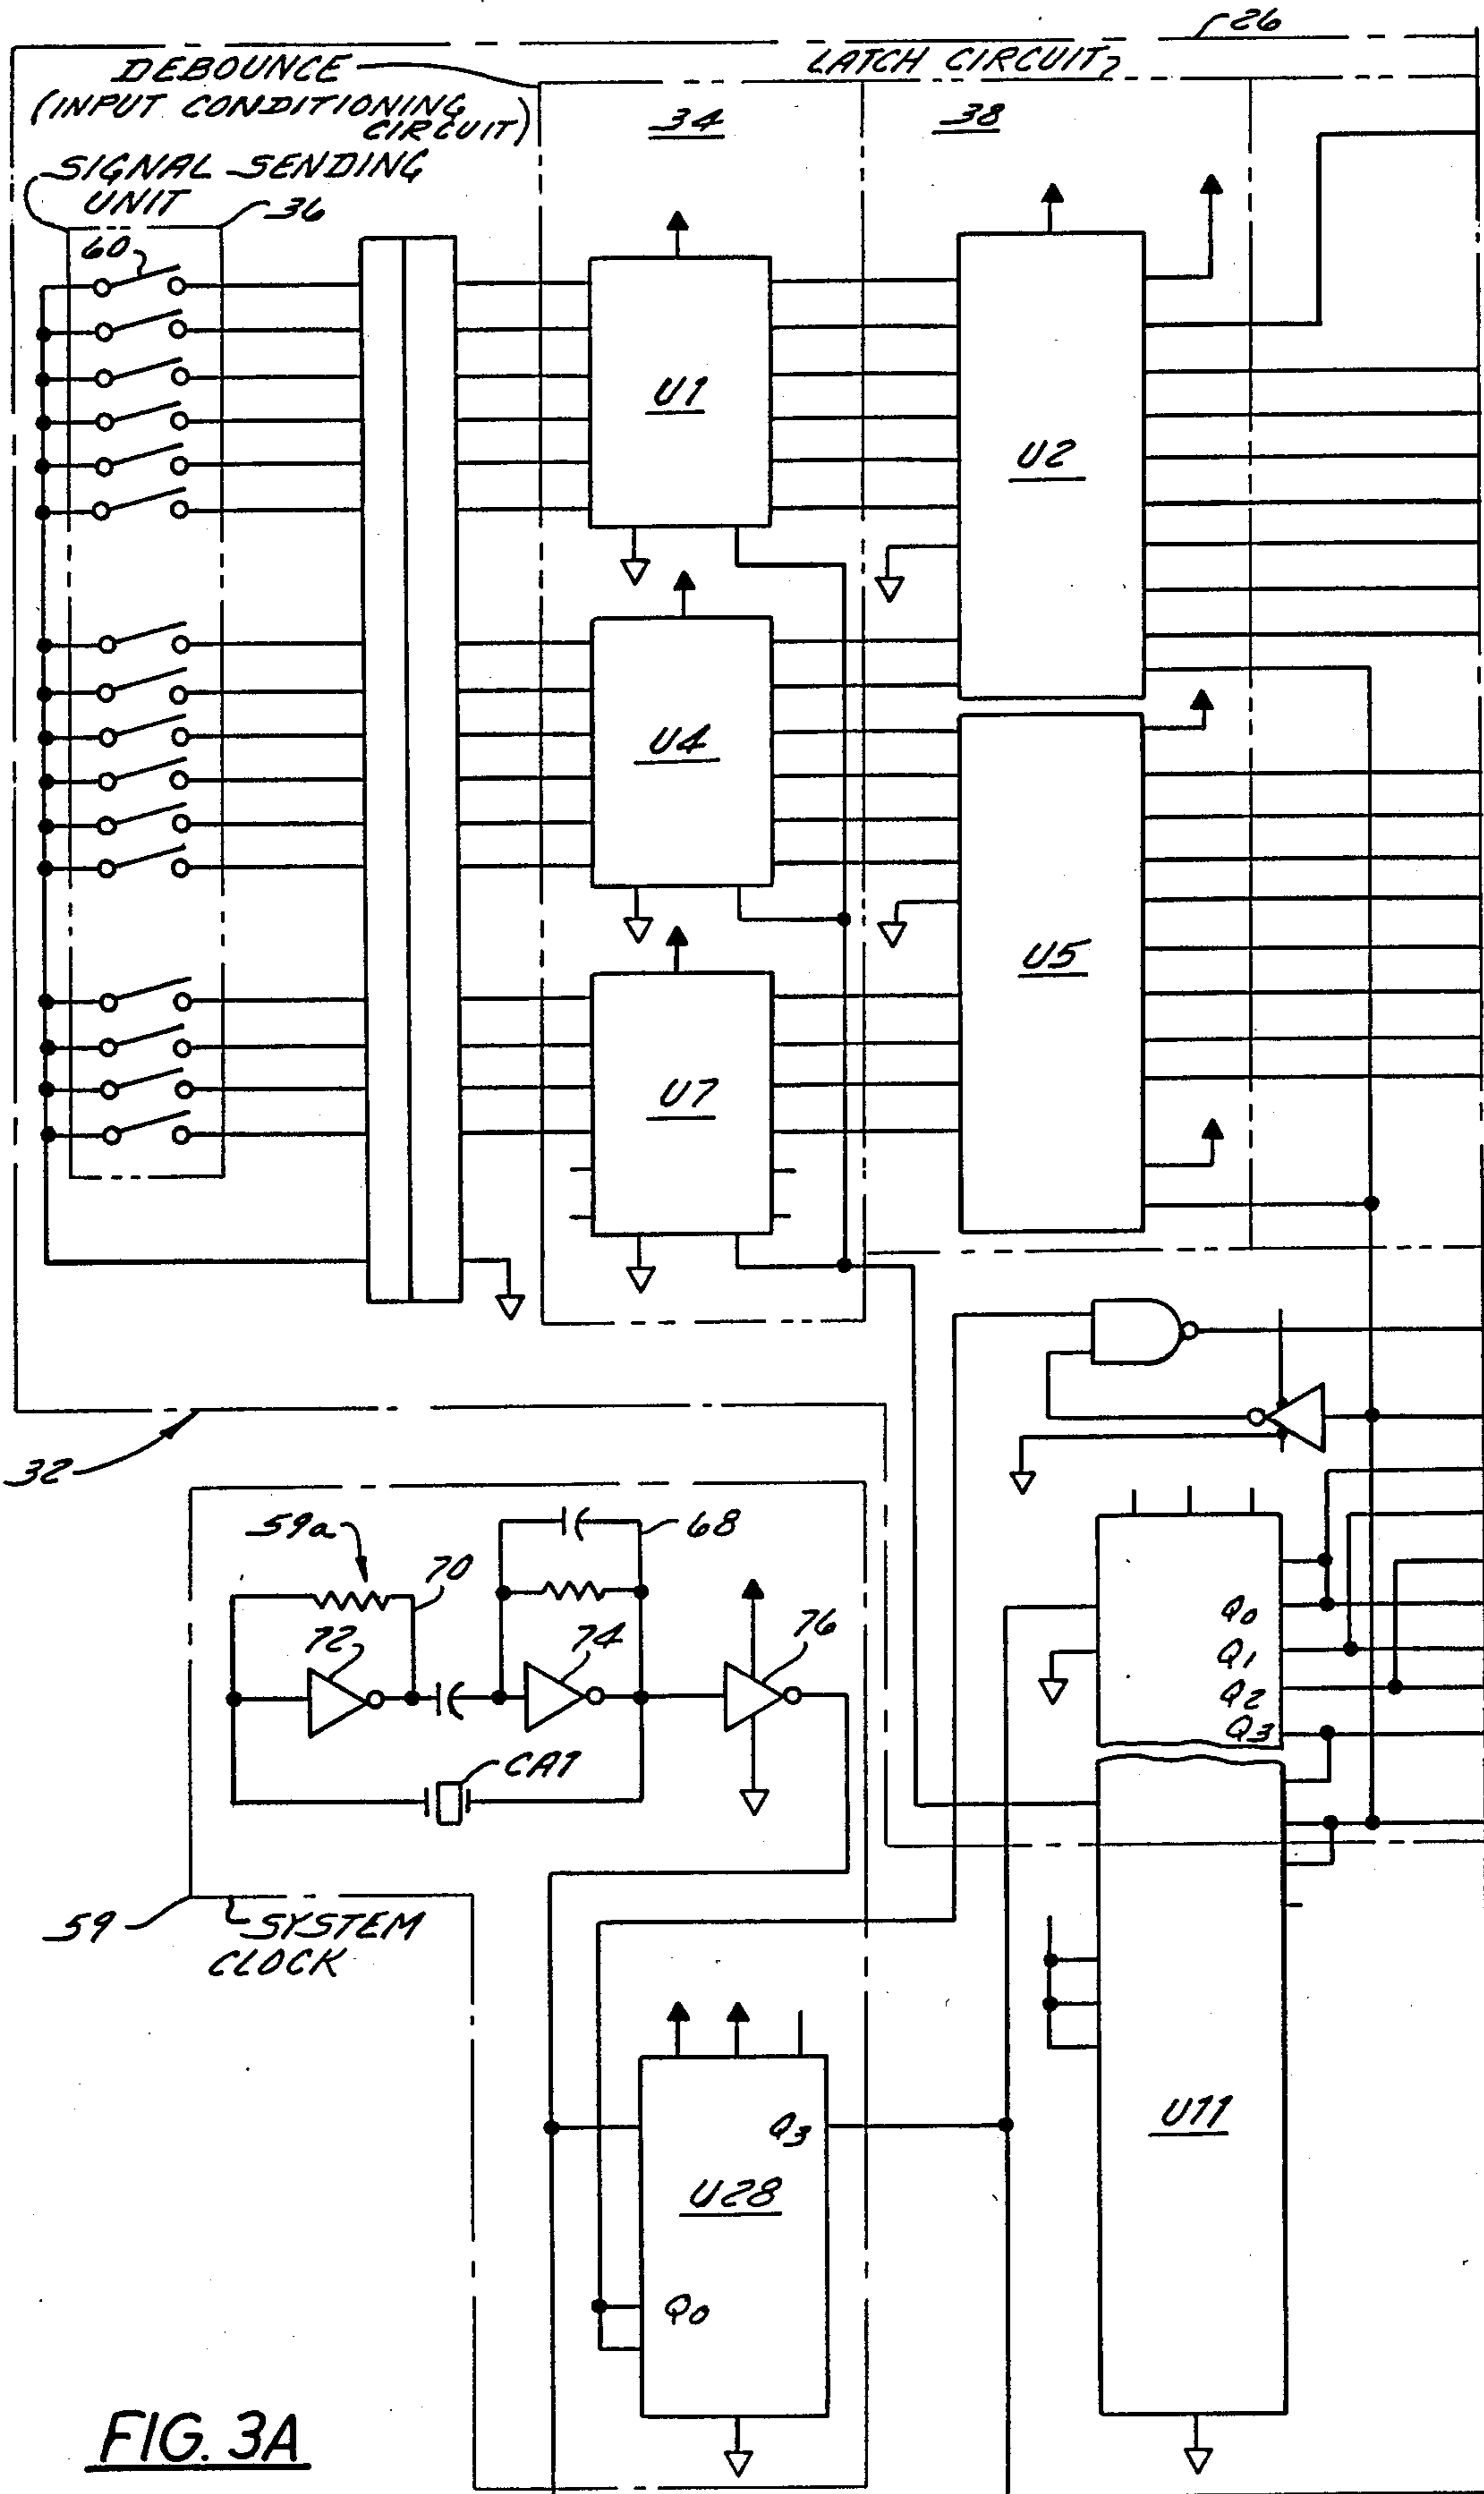 26
DEBOUNCE
(INPUT CONDITIONING
CIRCUIT)
LATCH CIRCUIT
34
38
SIGNAL SENDING
UNIT
36
60
U1
U2
U4
U5
U7
32
59a
70
68
72
74
76
CA1
Q0
Q1
Q2
Q3
59
SYSTEM
CLOCK
Q3
U28
U11
Q0
FIG. 3A